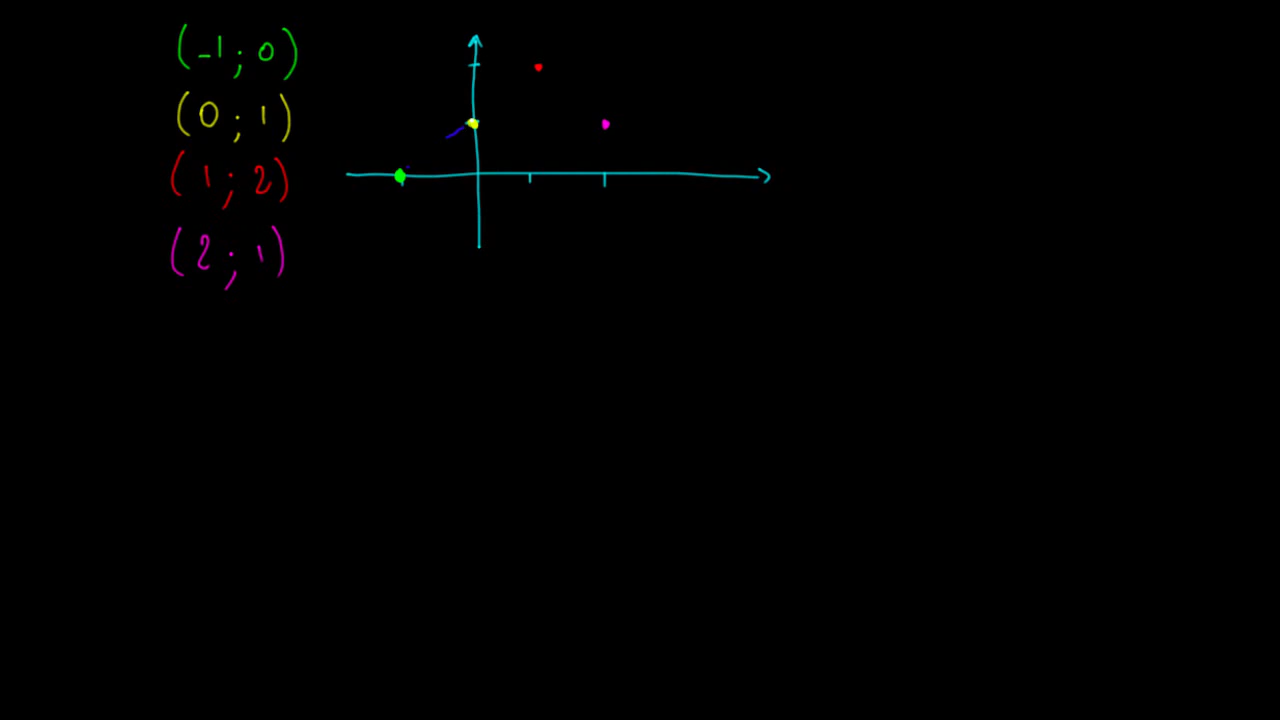 (-1; 0)
(0; 1)
(1; 2)
(2; 1)